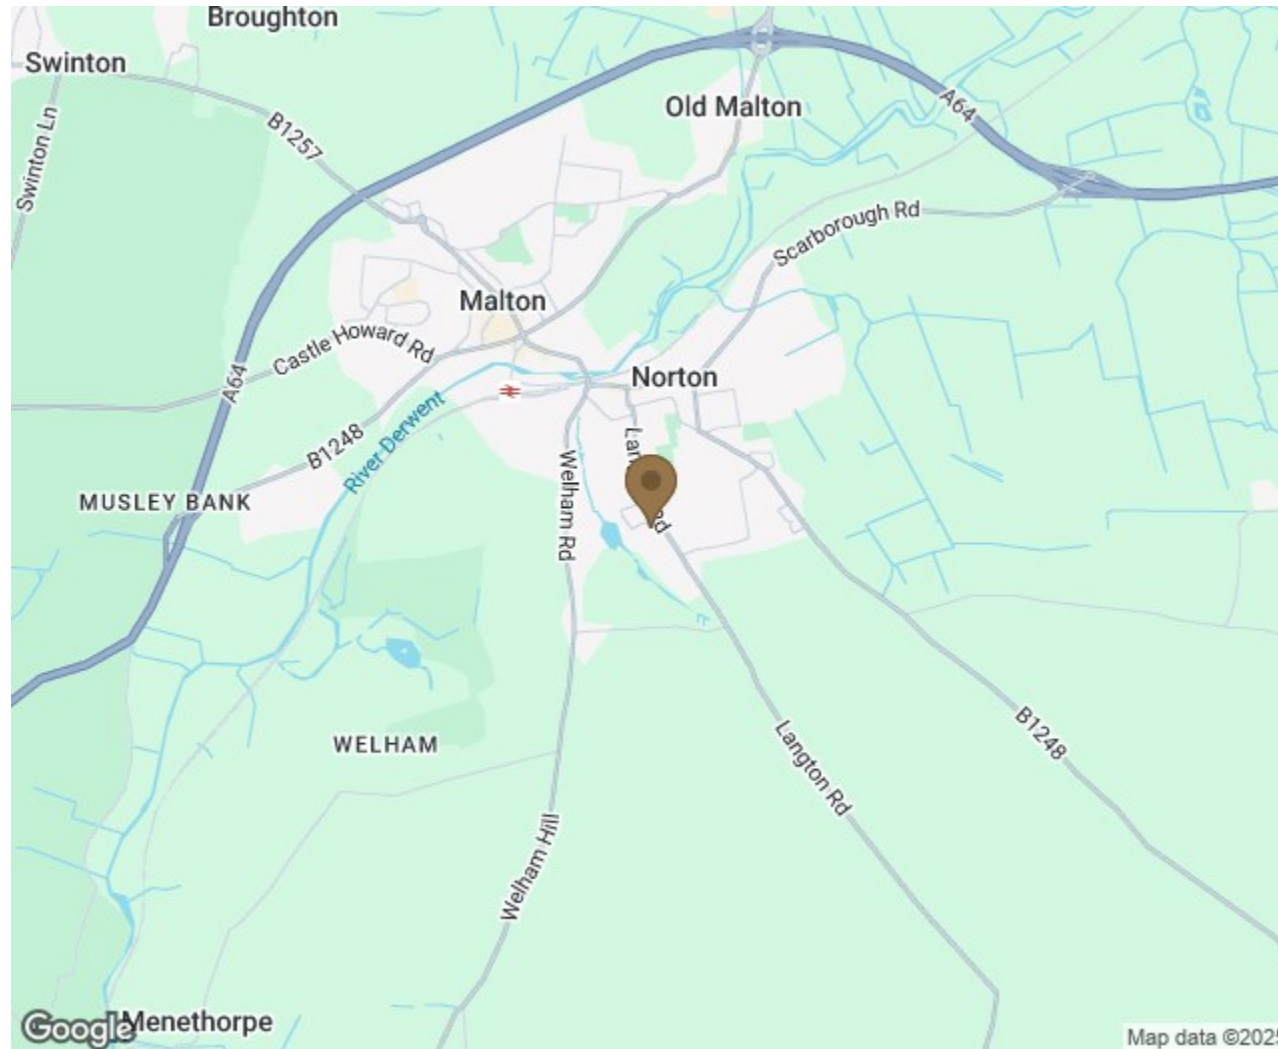 Broughton
Swinton
Swinton Ln
B1257
Old Malton
A64
Scarborough Rd
Malton
Castle Howard Rd
A64
Norton
B1248
River Derwent
MUSLEY BANK
Welham Rd
Rd
WELHAM
Langton Rd
B1248
Welham Hill
Menethorpe
Google
Map data ©2025